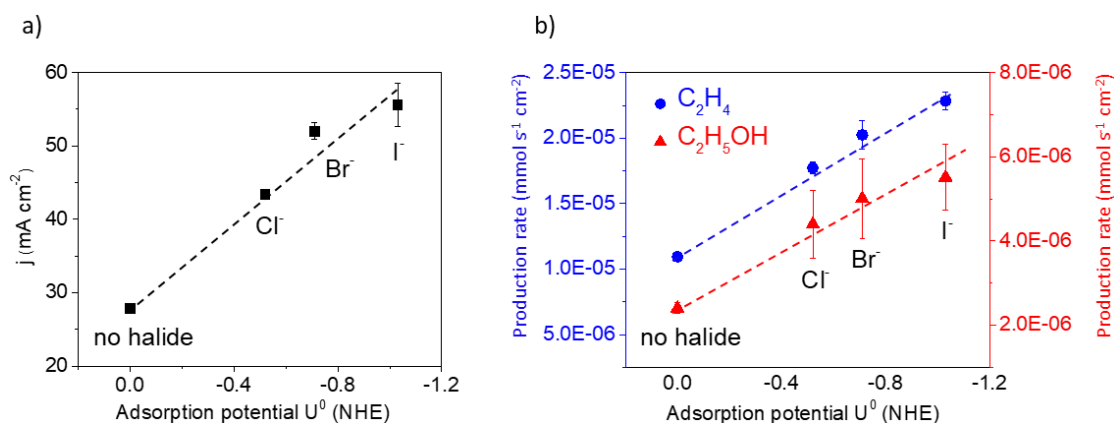 a)
60
50
40
30
20
j (mA cm⁻²)
no halide
Cl⁻
Br⁻
I⁻
0.0 -0.4 -0.8 -1.2
Adsorption potential U⁰ (NHE)
b)
2.5E-05
2.0E-05
1.5E-05
1.0E-05
5.0E-06
Production rate (mmol s⁻¹ cm⁻²)
C₂H₄
C₂H₅OH
no halide
Cl⁻
Br⁻
I⁻
8.0E-06
6.0E-06
4.0E-06
2.0E-06
Production rate (mmol s⁻¹ cm⁻²)
0.0 -0.4 -0.8 -1.2
Adsorption potential U⁰ (NHE)